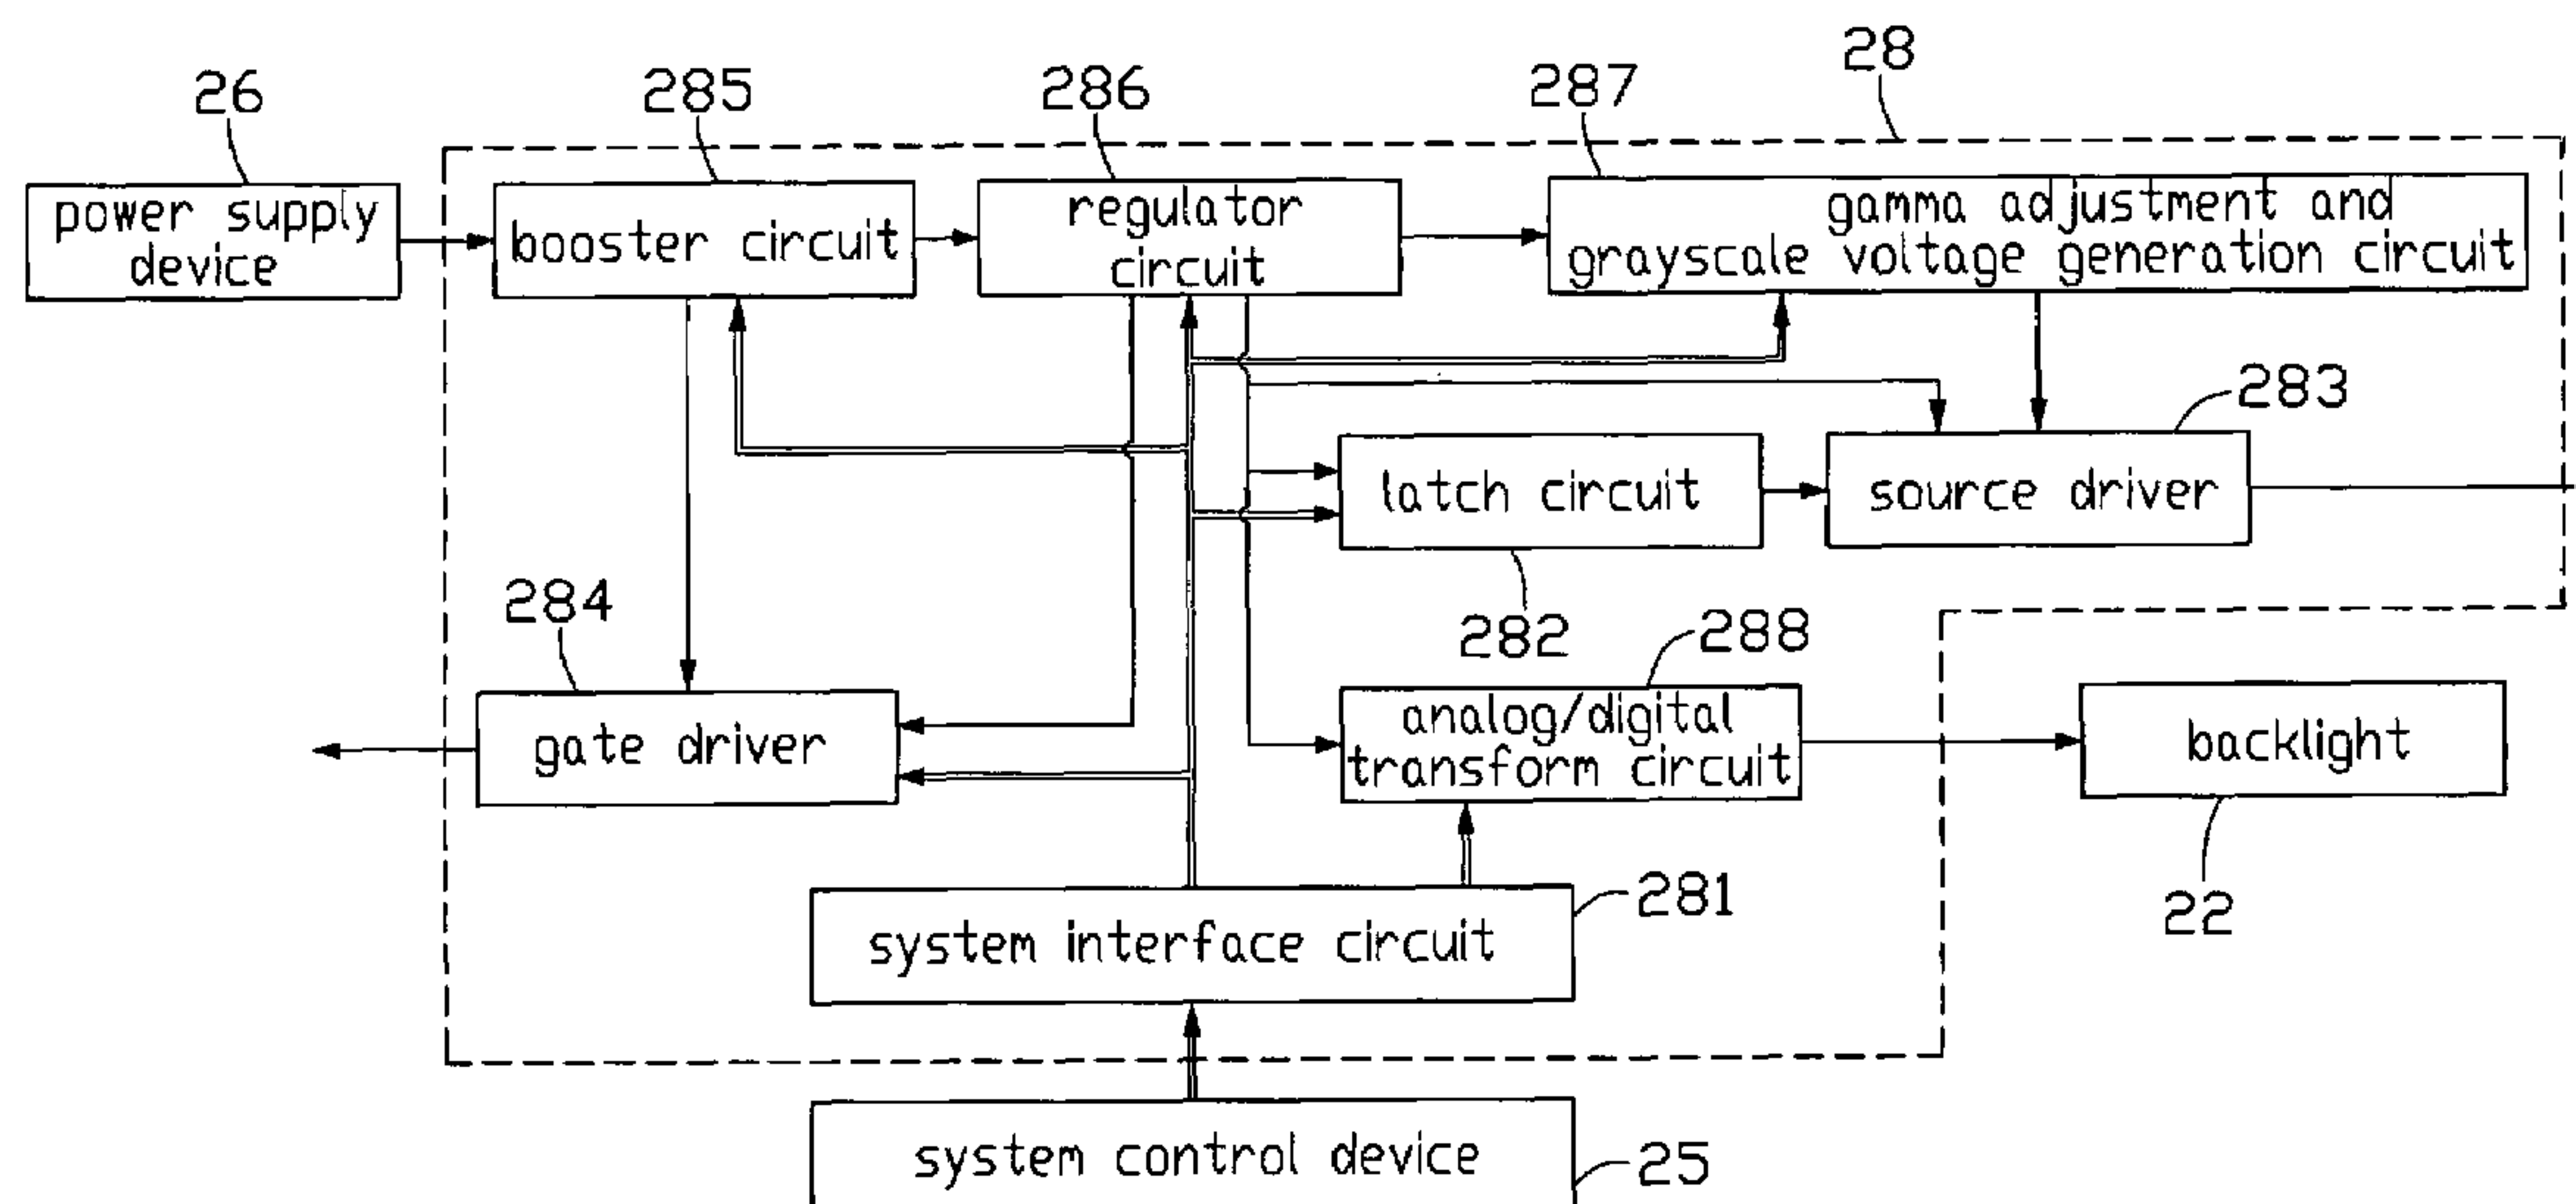 28
26
285
286
287
power supply
device
booster circuit
regulator
circuit
gamma adjustment and
grayscale voltage generation circuit
283
latch circuit
source driver
284
282
288
gate driver
analog/digital
transform circuit
backlight
281
22
system interface circuit
system control device
25